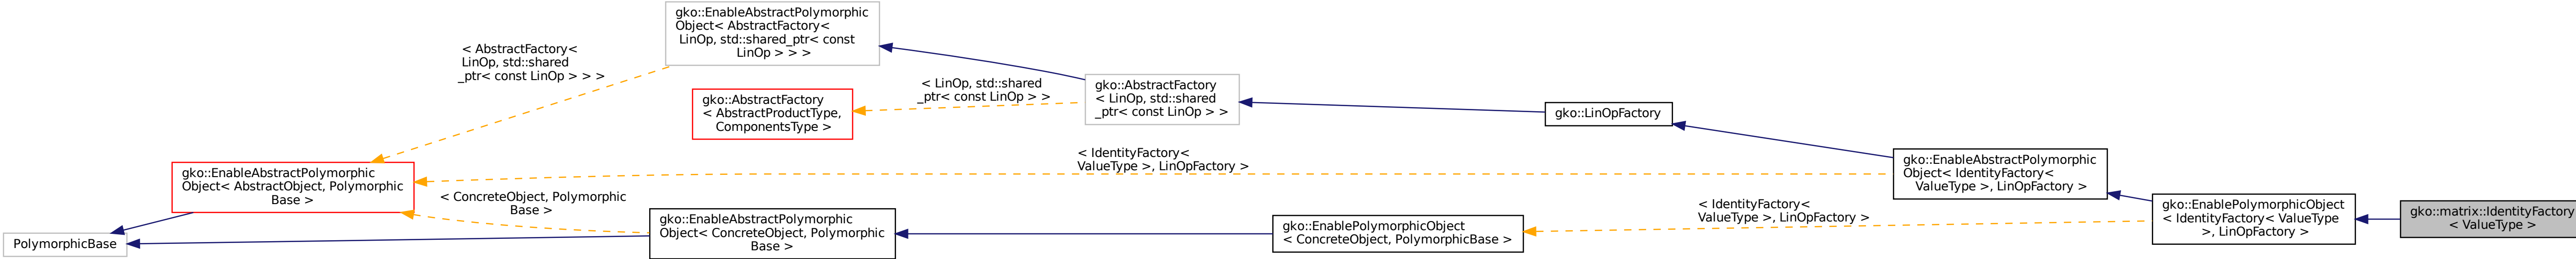 gko::EnableAbstractPolymorphic
Object< AbstractFactory<
LinOp, std::shared_ptr< const
LinOp > > >
< AbstractFactory<
LinOp, std::shared
_ptr< const LinOp > > >
gko::AbstractFactory
< AbstractProductType,
ComponentsType >
< LinOp, std::shared
_ptr< const LinOp > >
gko::AbstractFactory
< LinOp, std::shared
_ptr< const LinOp > >
gko::LinOpFactory
gko::EnableAbstractPolymorphic
Object< AbstractObject, Polymorphic
Base >
< IdentityFactory<
ValueType >, LinOpFactory >
gko::EnableAbstractPolymorphic
Object< IdentityFactory<
ValueType >, LinOpFactory >
< ConcreteObject, Polymorphic
Base >
PolymorphicBase
gko::EnableAbstractPolymorphic
Object< ConcreteObject, Polymorphic
Base >
gko::EnablePolymorphicObject
< ConcreteObject, PolymorphicBase >
< IdentityFactory<
ValueType >, LinOpFactory >
gko::EnablePolymorphicObject
< IdentityFactory< ValueType
>, LinOpFactory >
gko::matrix::IdentityFactory
< ValueType >